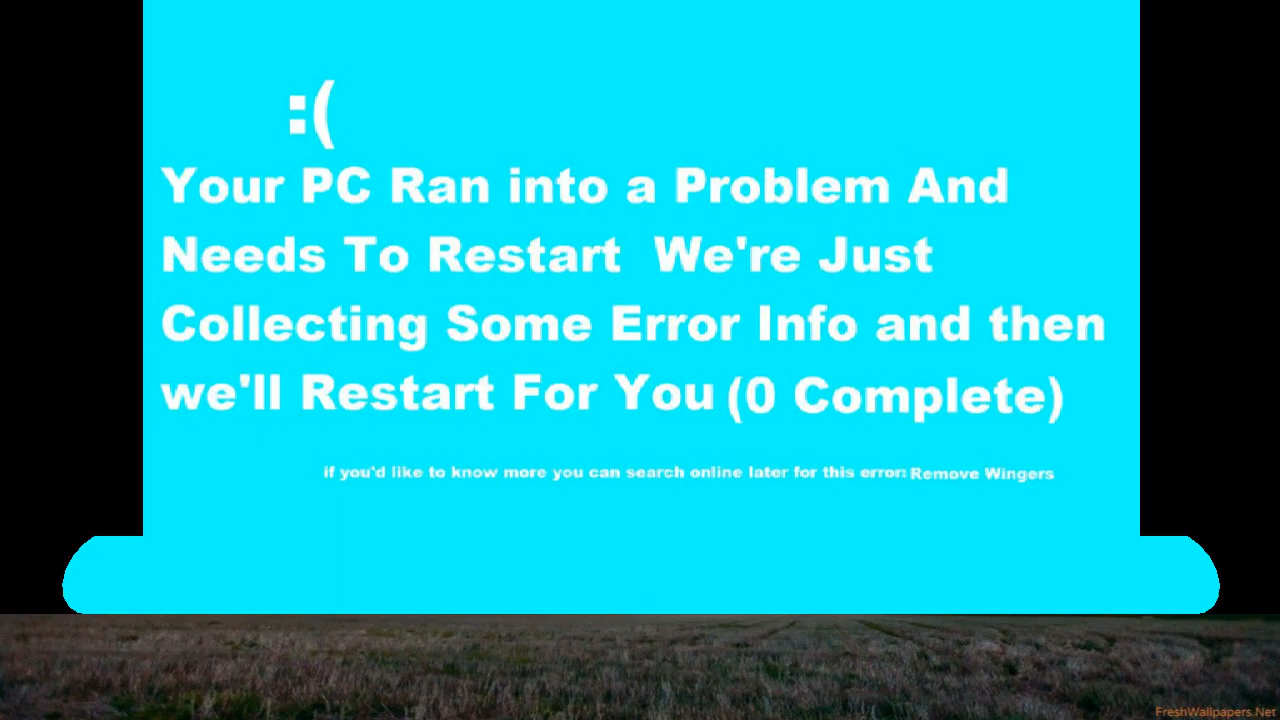 :(
Your PC Ran into a Problem And
Needs To Restart We're Just
Collecting Some Error Info and then
we'll Restart For You (0 Complete)
if you'd like to know more you can search online later for this error: Remove Wingers
FreshWallpapers.Net